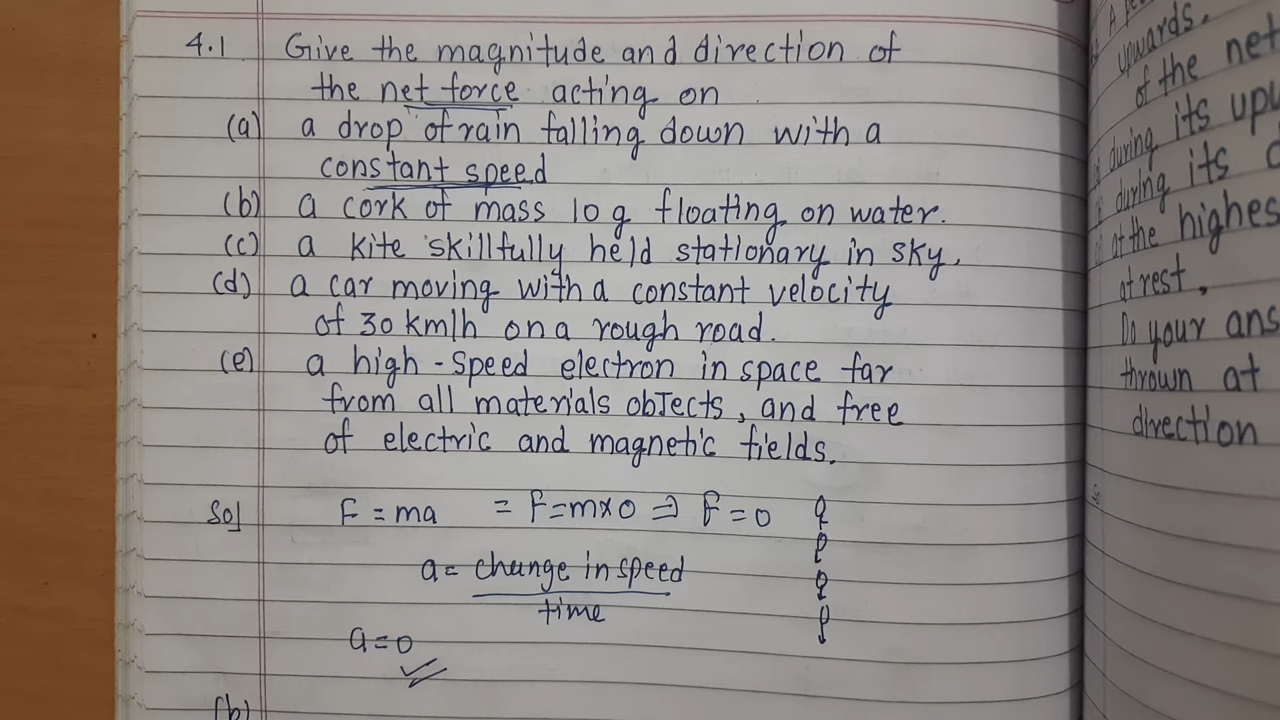 4.1 Give the magnitude and direction of
the net force acting on
(a) a drop of rain falling down with a
constant speed
(b) a cork of mass 10 g floating on water.
(c) a kite skillfully held stationary in sky.
(d) a car moving with a constant velocity
of 30 km/h on a rough road.
(e) a high-speed electron in space far
from all materials objects, and free
of electric and magnetic fields.
Sol F = ma = F=m×0 ⇒ F=0
a = change in speed
time
a=0
(b)
upwards.
of the net
during its
during its
at the highes
at rest,
Do your ans
thrown at
direction